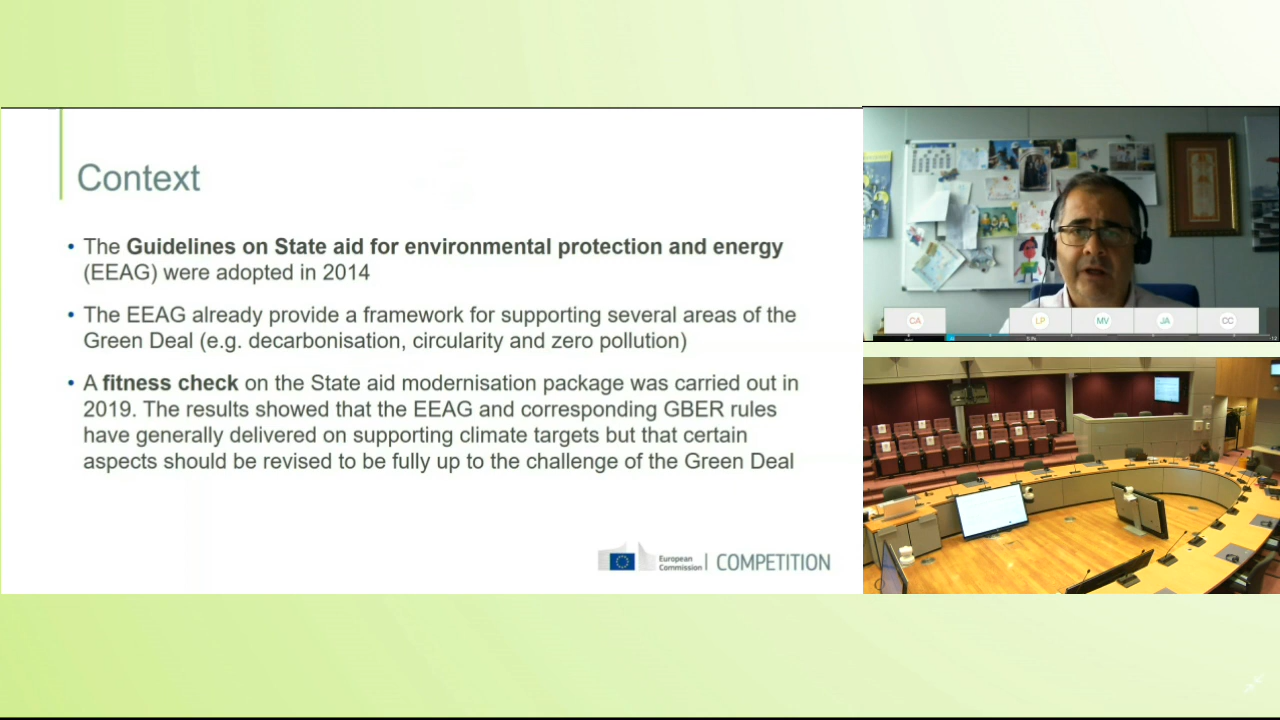 Context
• The Guidelines on State aid for environmental protection and energy
(EEAG) were adopted in 2014
• The EEAG already provide a framework for supporting several areas of the
Green Deal (e.g. decarbonisation, circularity and zero pollution)
• A fitness check on the State aid modernisation package was carried out in
2019. The results showed that the EEAG and corresponding GBER rules
have generally delivered on supporting climate targets but that certain
aspects should be revised to be fully up to the challenge of the Green Deal
European
Commission
COMPETITION
CA
LP
MV
JA
CC